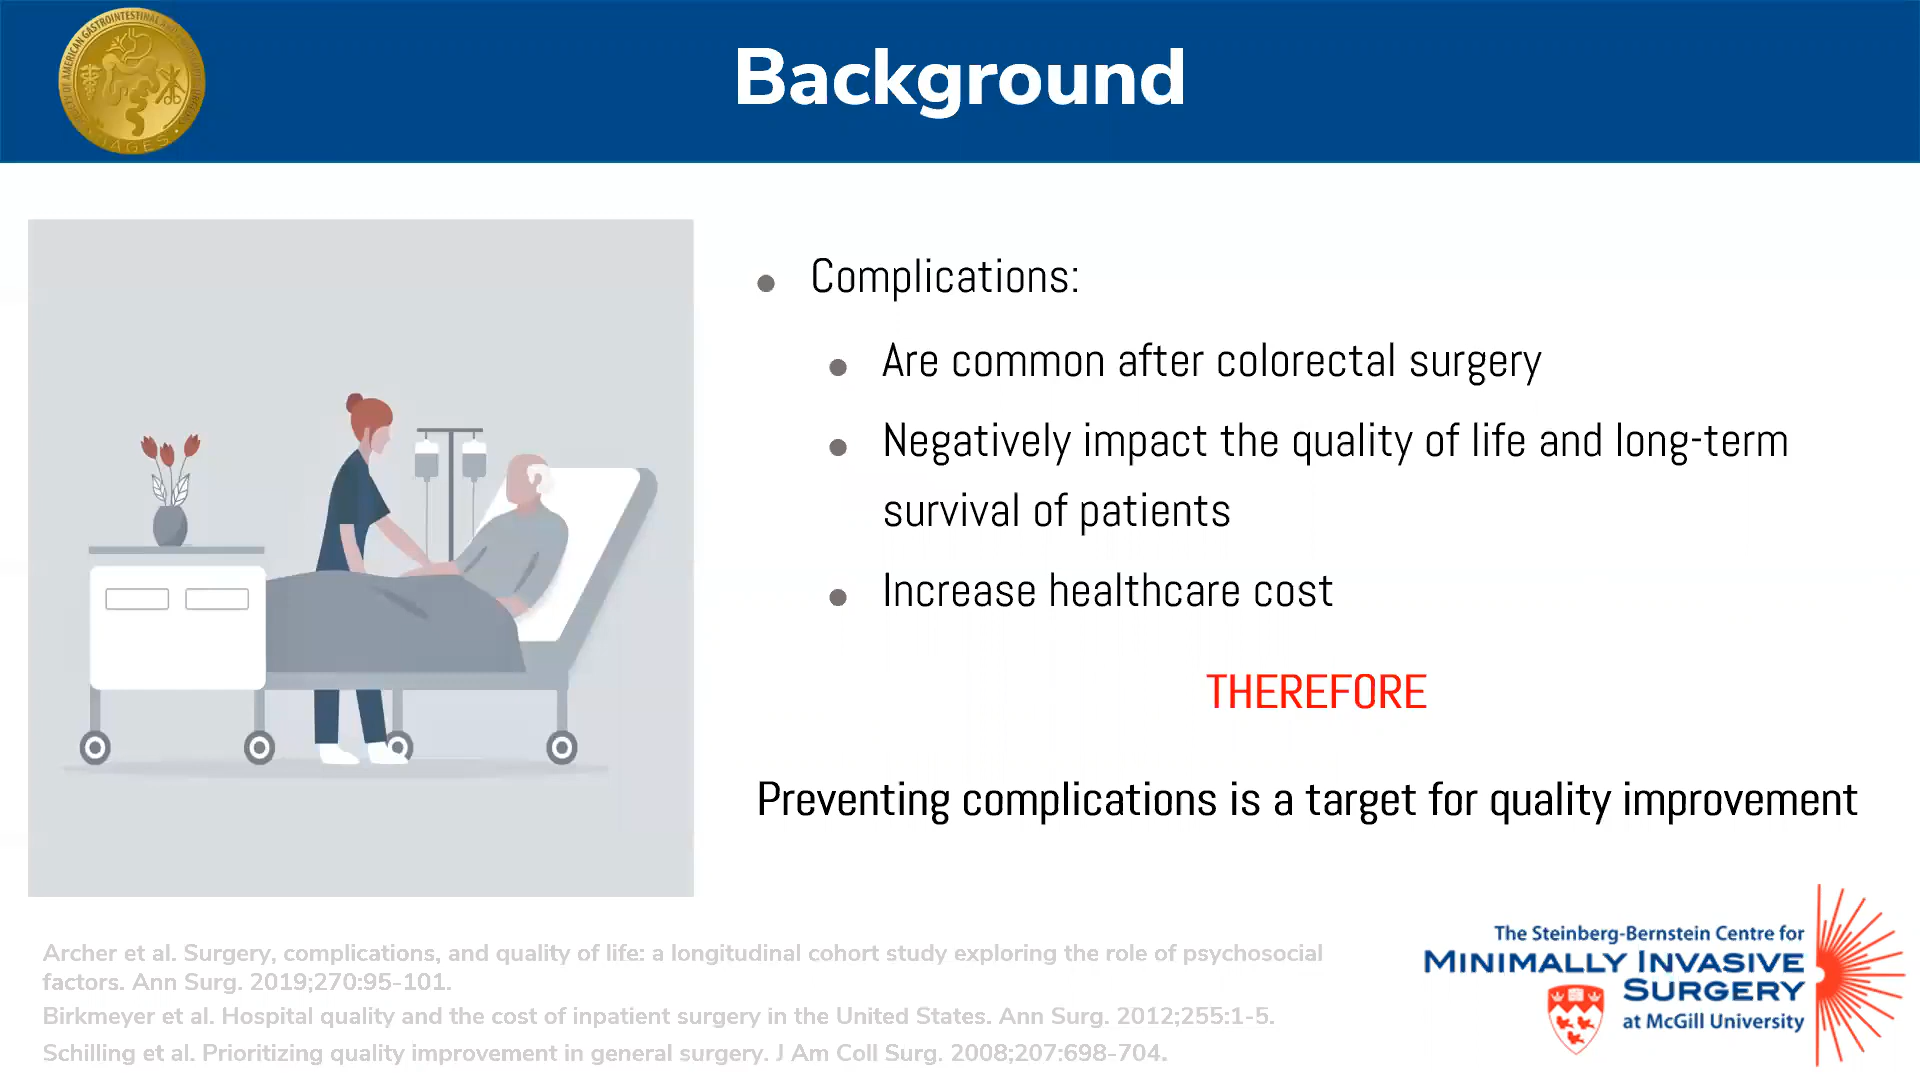 Background
Complications:
Are common after colorectal surgery
Negatively impact the quality of life and long-term
survival of patients
Increase healthcare cost
THEREFORE
Preventing complications is a target for quality improvement
Archer et al. Surgery, complications, and quality of life: a longitudinal cohort study exploring the role of psychosocial
factors. Ann Surg. 2019;270:95-101.
Birkmeyer et al. Hospital quality and the cost of inpatient surgery in the United States. Ann Surg. 2012;255:1-5.
Schilling et al. Prioritizing quality improvement in general surgery. J Am Coll Surg. 2008;207:698-704.
The Steinberg-Bernstein Centre for
MINIMALLY INVASIVE
SURGERY
at McGill University